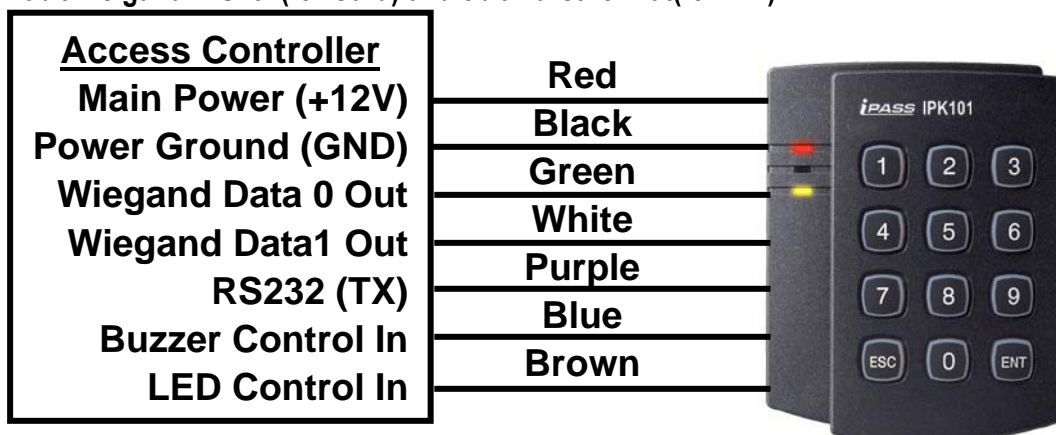 Access Controller
Main Power (+12V)
Power Ground (GND)
Wiegand Data 0 Out
Wiegand Data1 Out
RS232 (TX)
Buzzer Control In
LED Control In
Red
Black
Green
White
Purple
Blue
Brown
iPASS IPK101
1 2 3
4 5 6
7 8 9
ESC 0 ENT